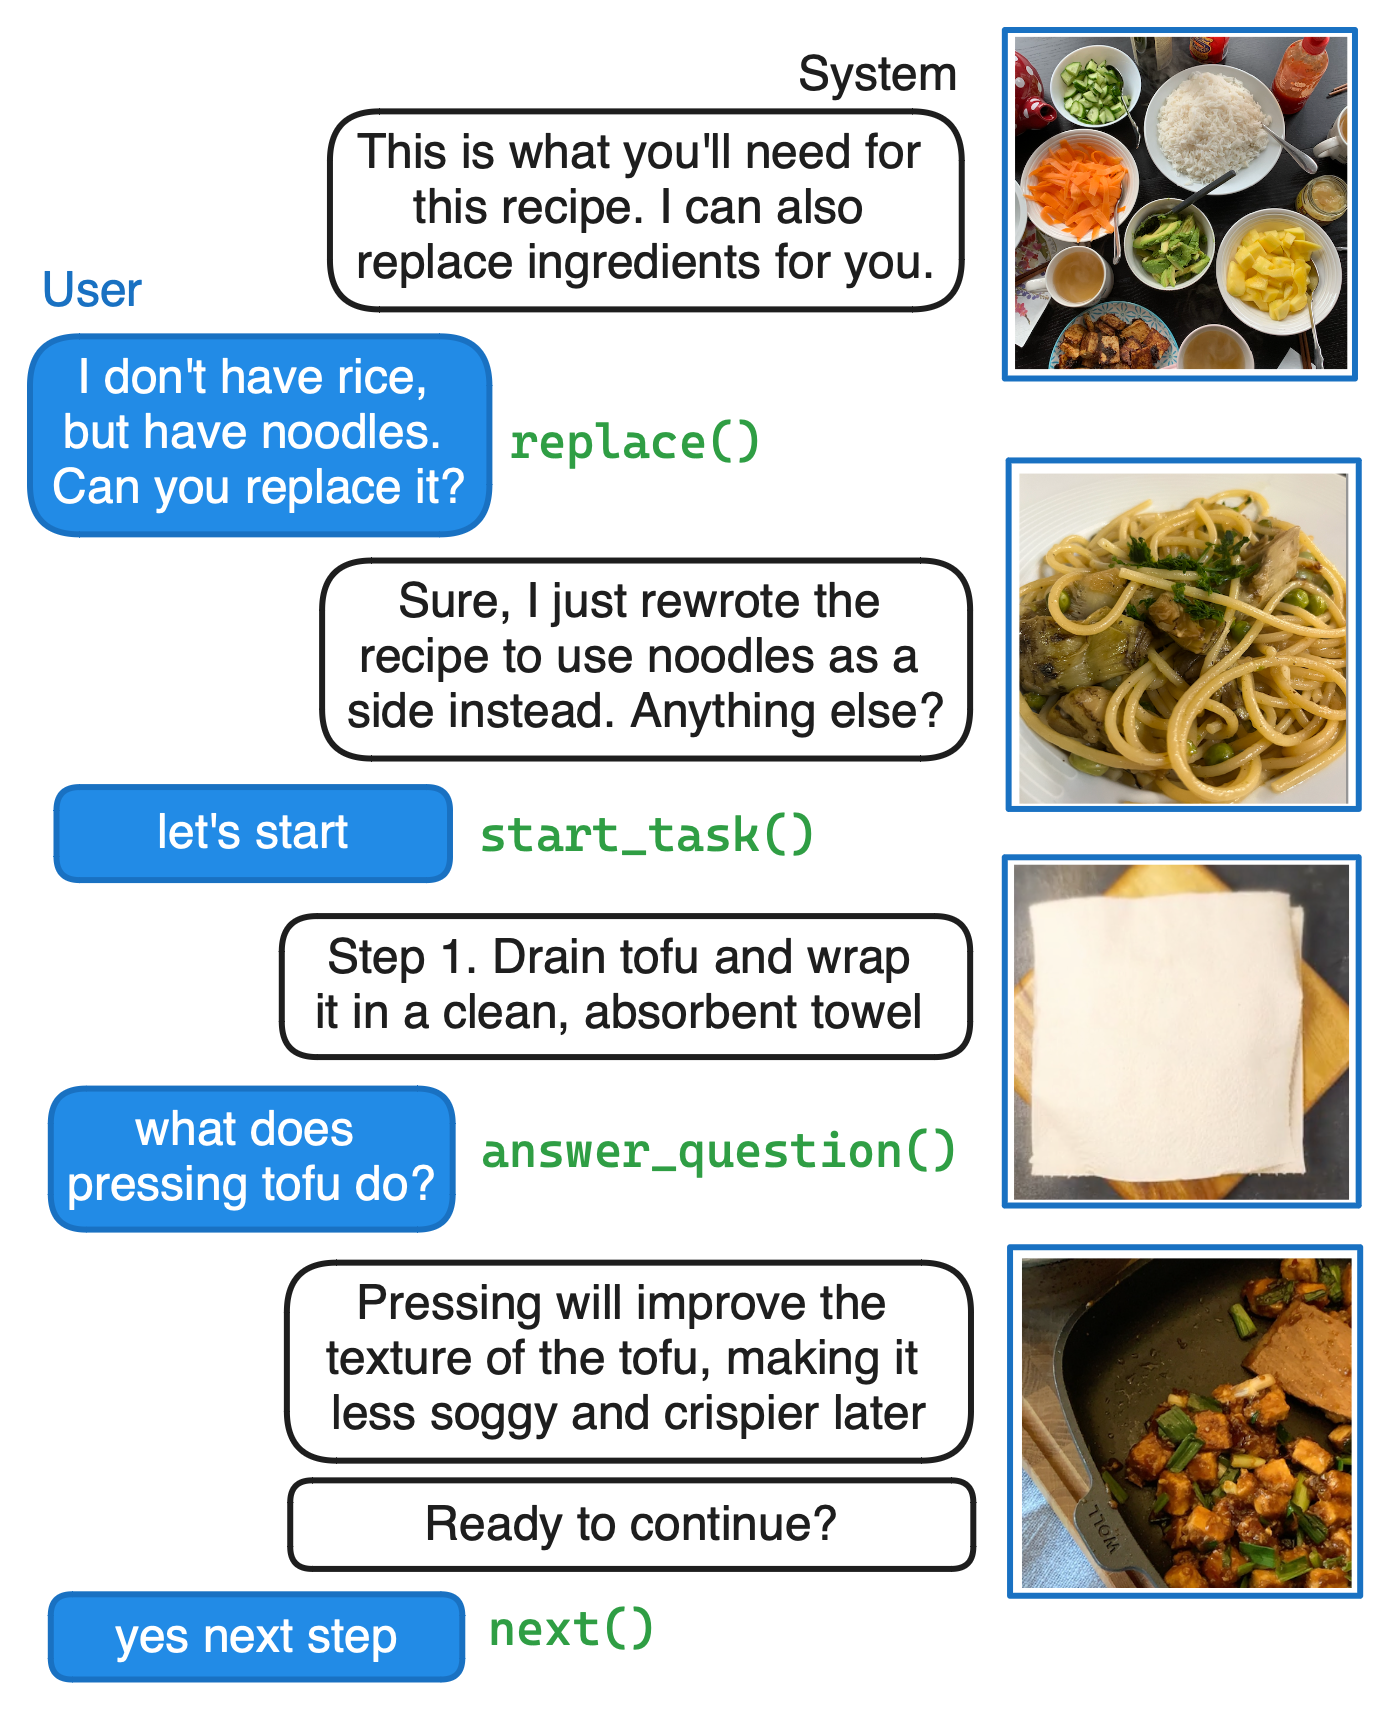 System
This is what you'll need for
this recipe. I can also
replace ingredients for you.
User
I don't have rice,
but have noodles.
Can you replace it?
replace()
Sure, I just rewrote the
recipe to use noodles as a
side instead. Anything else?
let's start
start_task()
Step 1. Drain tofu and wrap
it in a clean, absorbent towel
what does
pressing tofu do?
answer_question()
Pressing will improve the
texture of the tofu, making it
less soggy and crispier later
Ready to continue?
WOLL
yes next step
next()